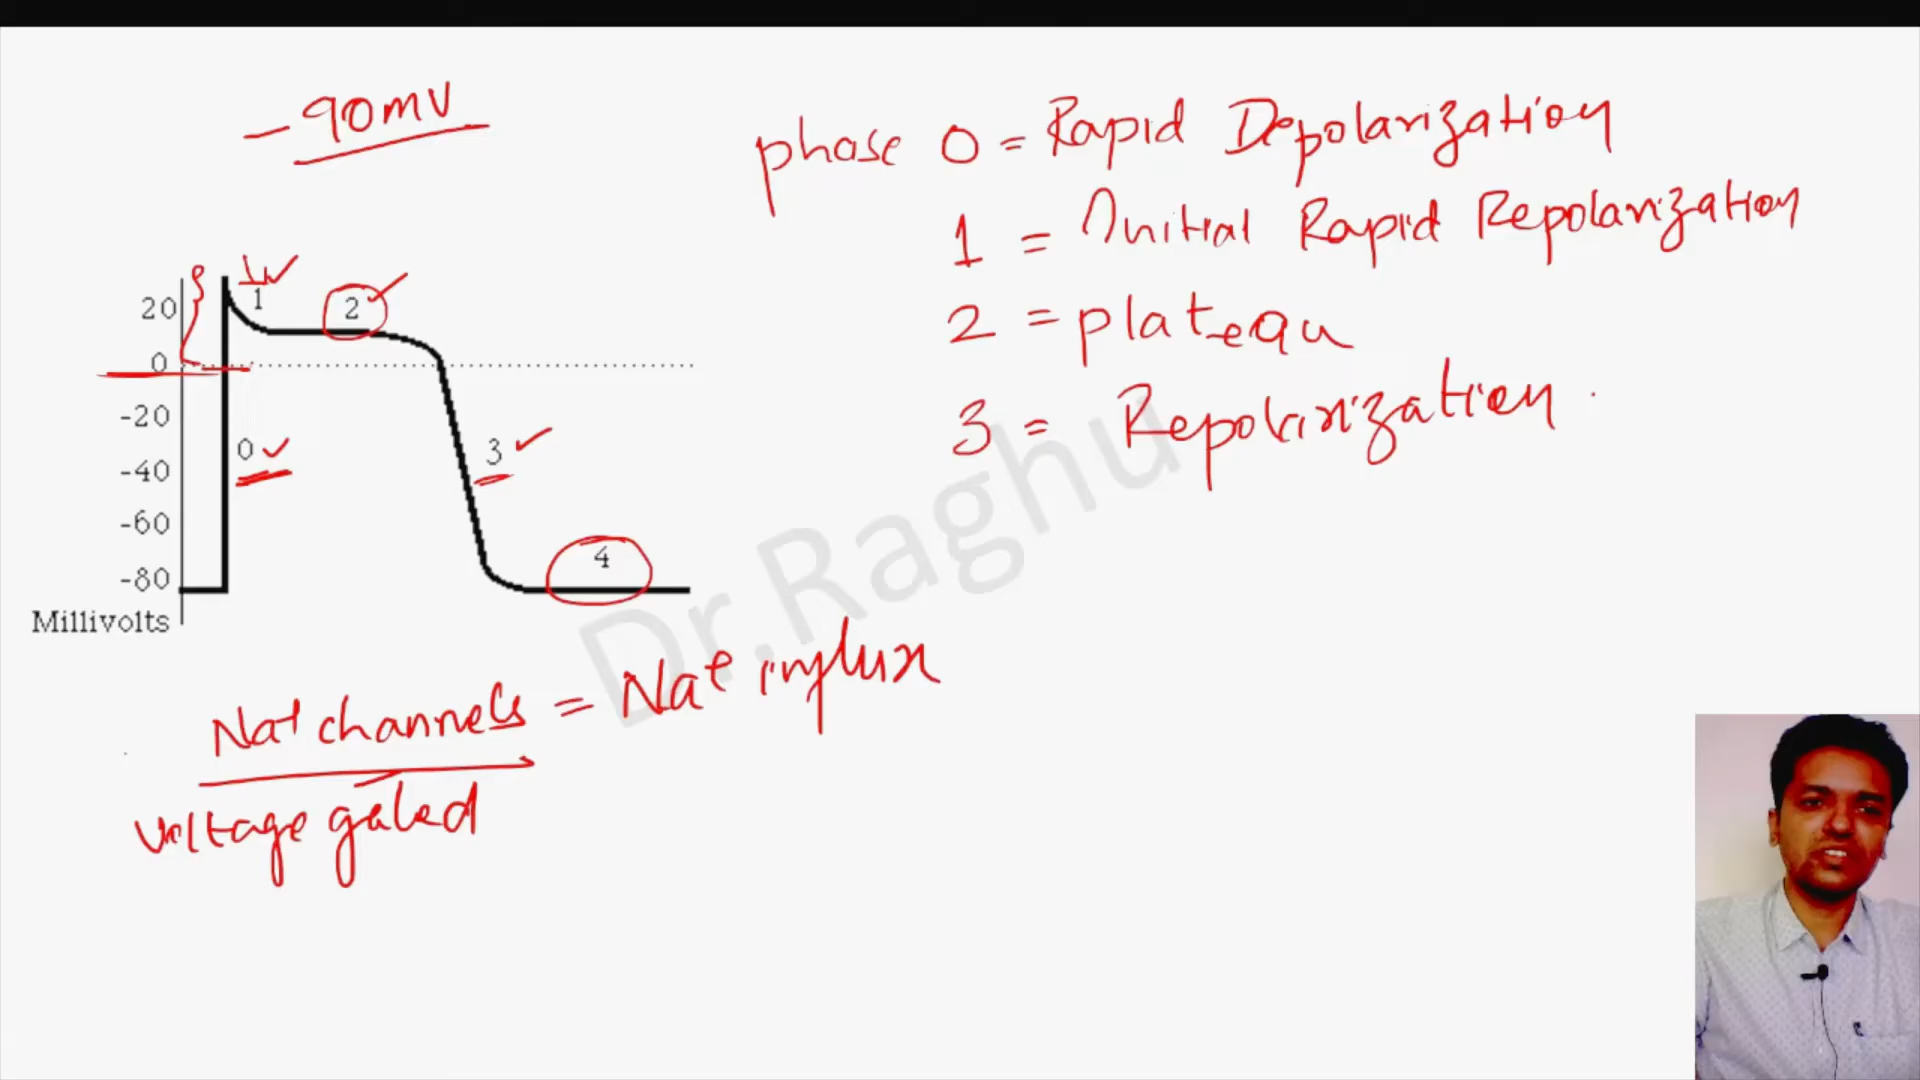 -90mV
phase 0 = Rapid Depolarization
1 = Initial Rapid Repolarization
2 = plateau
3 = Repolarization
20
0
-20
-40
-60
-80
Millivolts
1
2
0
3
4
Na+ channels = Na+ influx
voltage gated
Dr.Raghu